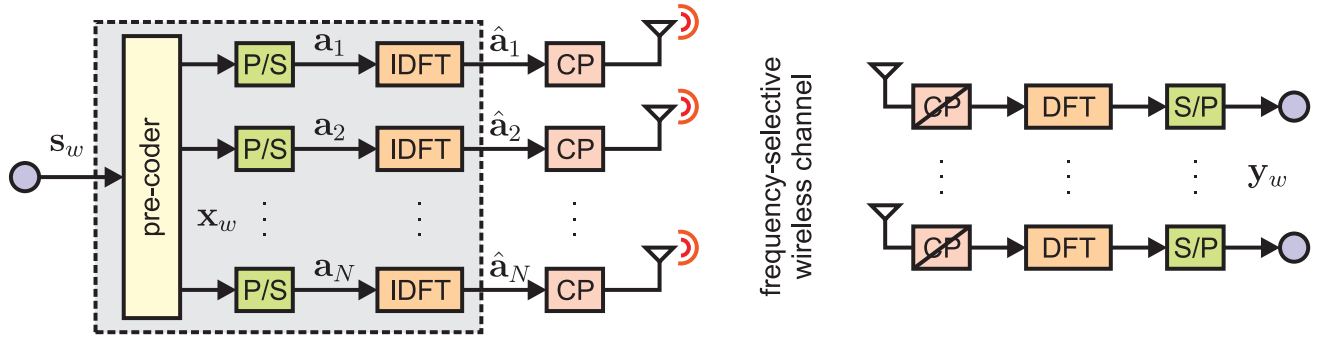 s_w
pre-coder
x_w
P/S a_1 IDFT â_1 CP
P/S a_2 IDFT â_2 CP
P/S a_N IDFT â_N CP
frequency-selective
wireless channel
CP DFT S/P
y_w
CP DFT S/P